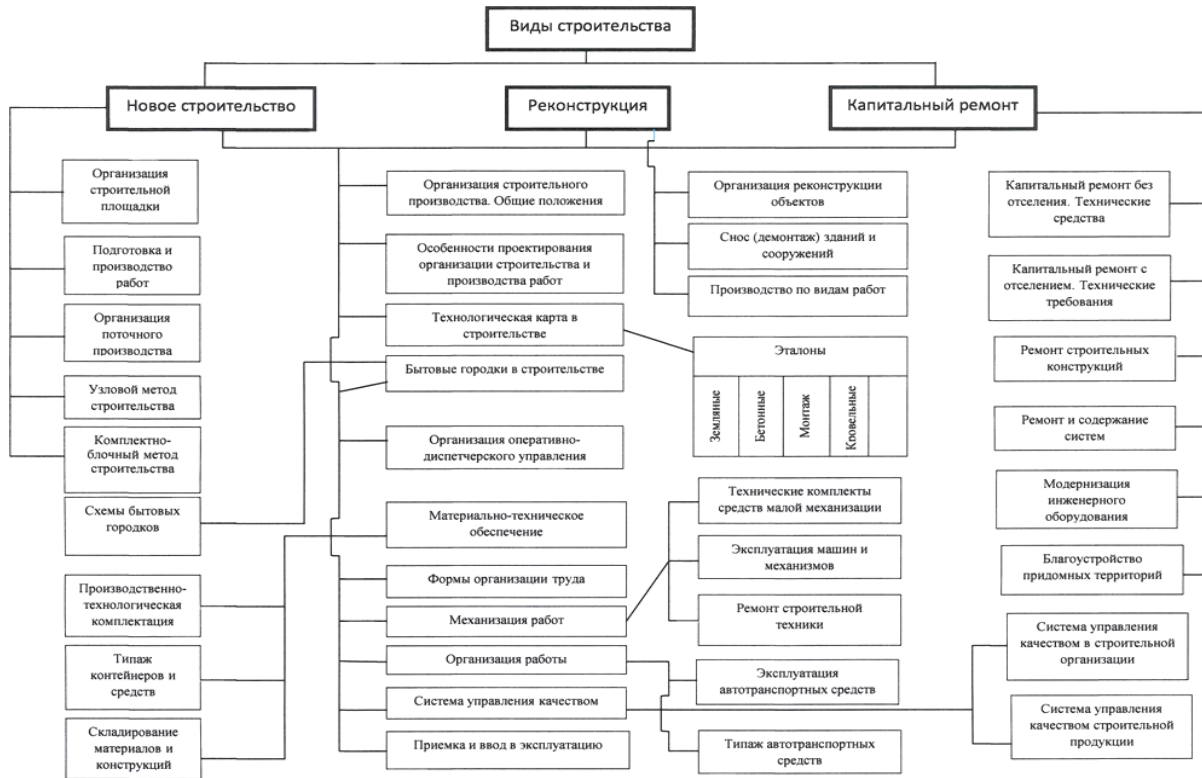 Виды строительства
Новое строительство
Реконструкция
Капитальный ремонт
Организация
строительной
площадки
Подготовка и
производство
работ
Организация
поточного
производства
Узловой метод
строительства
Комплектно-
блочный метод
строительства
Схемы бытовых
городков
Производственно-
технологическая
комплектация
Типаж
контейнеров и
средств
Складирование
материалов и
конструкций
Организация строительного
производства. Общие положения
Особенности проектирования
организации строительства и
производства работ
Технологическая карта в
строительстве
Бытовые городки в строительстве
Организация оперативно-
диспетчерского управления
Материально-техническое
обеспечение
Формы организации труда
Механизация работ
Организация работы
Система управления качеством
Приемка и ввод в эксплуатацию
Организация реконструкции
объектов
Снос (демонтаж) зданий и
сооружений
Производство по видам работ
Эталоны
Земляные
Бетонные
Монтаж
Кровельные
Технические комплекты
средств малой механизации
Эксплуатация машин и
механизмов
Ремонт строительной
техники
Эксплуатация
автотранспортных средств
Типаж автотранспортных
средств
Капитальный ремонт без
отселения. Технические
средства
Капитальный ремонт с
отселением. Технические
требования
Ремонт строительных
конструкций
Ремонт и содержание
систем
Модернизация
инженерного
оборудования
Благоустройство
придомных территорий
Система управления
качеством в строительной
организации
Система управления
качеством строительной
продукции